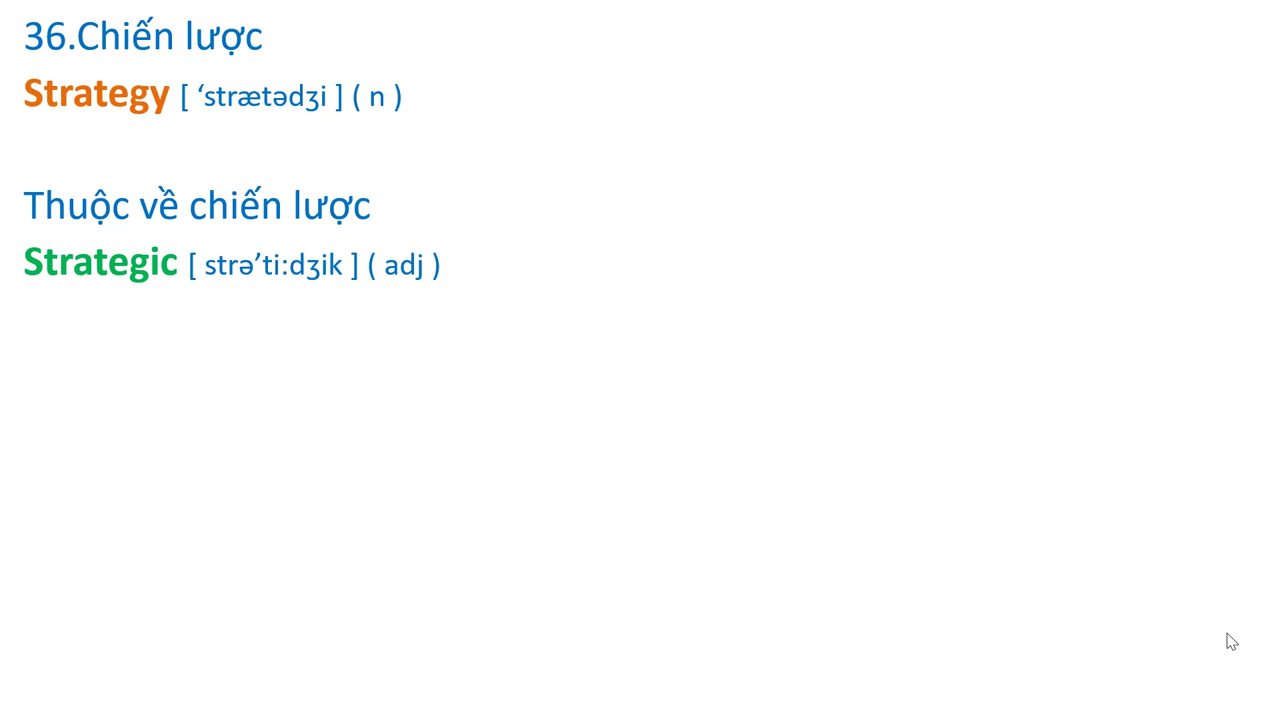 36.Chiến lược
Strategy [ ‘strætədʒi ] ( n )
Thuộc về chiến lược
Strategic [ strə’ti:dʒik ] ( adj )